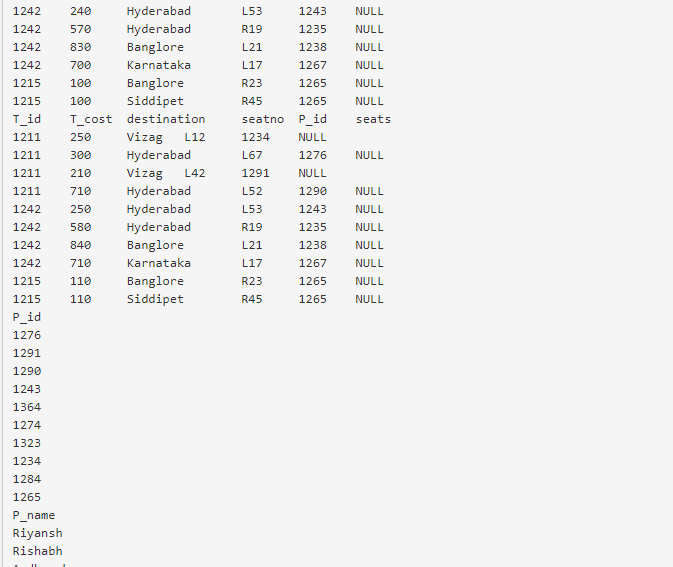 1242 240 Hyderabad L53 1243 NULL
1242 570 Hyderabad R19 1235 NULL
1242 830 Banglore L21 1238 NULL
1242 700 Karnataka L17 1267 NULL
1215 100 Banglore R23 1265 NULL
1215 100 Siddipet R45 1265 NULL
T_id T_cost destination seatno P_id seats
1211 250 Vizag L12 1234 NULL
1211 300 Hyderabad L67 1276 NULL
1211 210 Vizag L42 1291 NULL
1211 710 Hyderabad L52 1290 NULL
1242 250 Hyderabad L53 1243 NULL
1242 580 Hyderabad R19 1235 NULL
1242 840 Banglore L21 1238 NULL
1242 710 Karnataka L17 1267 NULL
1215 110 Banglore R23 1265 NULL
1215 110 Siddipet R45 1265 NULL
P_id
1276
1291
1290
1243
1364
1274
1323
1234
1284
1265
P_name
Riyansh
Rishabh